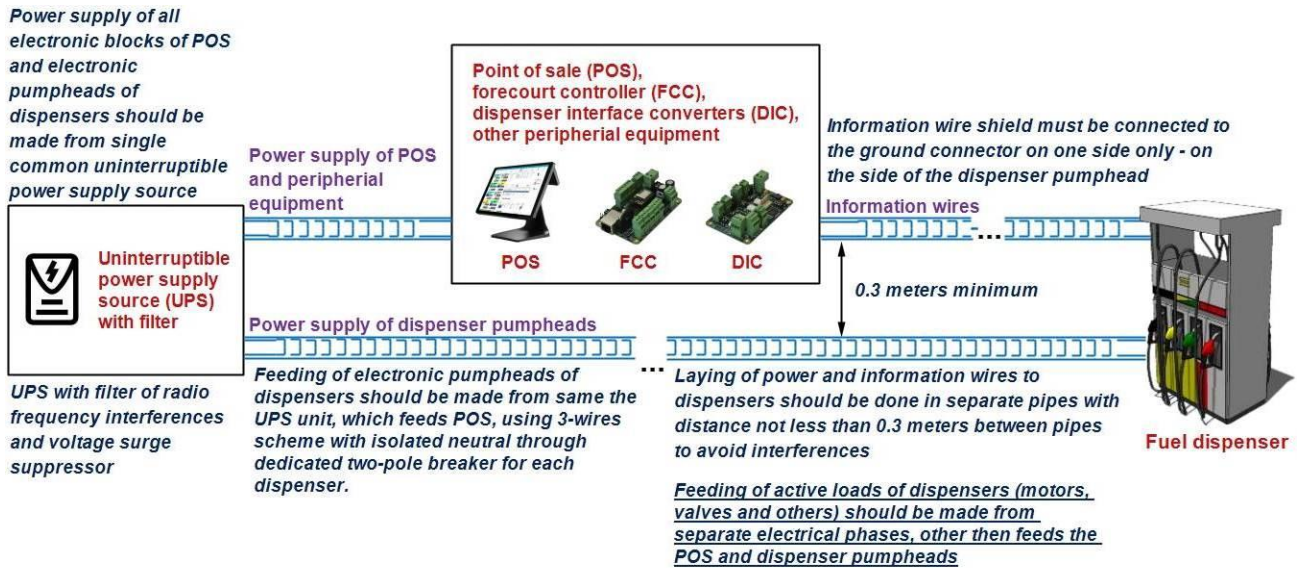 Power supply of all
electronic blocks of POS
and electronic
pumpheads of
dispensers should be
made from single
common uninterruptible
power supply source
Uninterruptible
power supply
source (UPS)
with filter
UPS with filter of radio
frequency interferences
and voltage surge
suppressor
Power supply of POS
and peripherial
equipment
Point of sale (POS),
forecourt controller (FCC),
dispenser interface converters (DIC),
other peripherial equipment
POS
FCC
DIC
Information wire shield must be connected to
the ground connector on one side only - on
the side of the dispenser pumphead
Information wires
...
0.3 meters minimum
Power supply of dispenser pumpheads
...
Feeding of electronic pumpheads of
dispensers should be made from same the
UPS unit, which feeds POS, using 3-wires
scheme with isolated neutral through
dedicated two-pole breaker for each
dispenser.
Laying of power and information wires to
dispensers should be done in separate pipes with
distance not less than 0.3 meters between pipes
to avoid interferences
Feeding of active loads of dispensers (motors,
valves and others) should be made from
separate electrical phases, other then feeds the
POS and dispenser pumpheads
Fuel dispenser